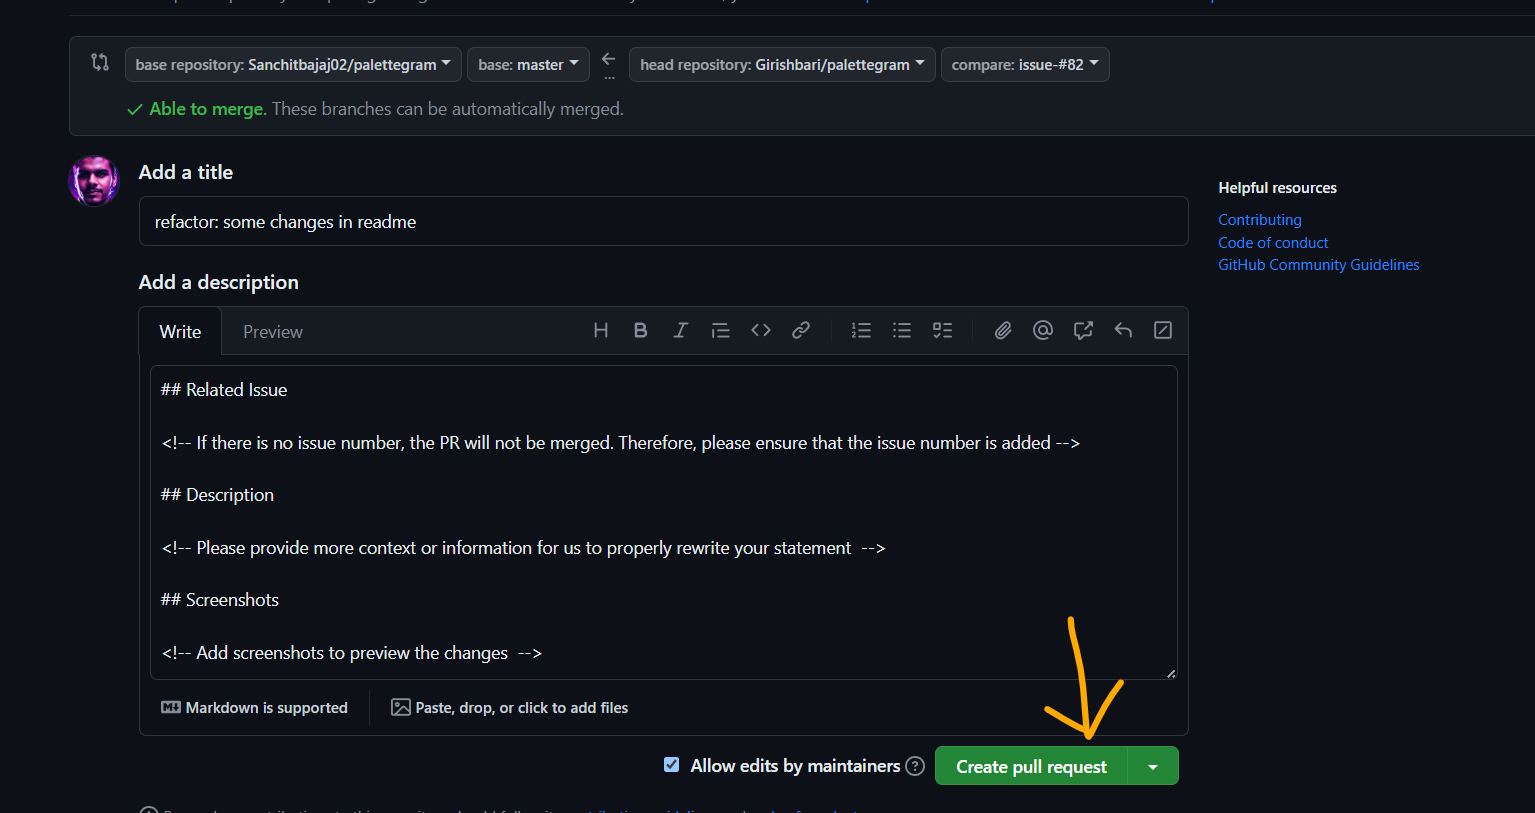 base repository: Sanchitbajaj02/palettegram base: master ... head repository: Girishbari/palettegram compare: issue-#82
Able to merge. These branches can be automatically merged.
Add a title
Helpful resources
refactor: some changes in readme
Contributing
Code of conduct
GitHub Community Guidelines
Add a description
Write Preview
## Related Issue
<!-- If there is no issue number, the PR will not be merged. Therefore, please ensure that the issue number is added -->
## Description
<!-- Please provide more context or information for us to properly rewrite your statement  -->
## Screenshots
<!-- Add screenshots to preview the changes  -->
Markdown is supported Paste, drop, or click to add files
Allow edits by maintainers Create pull request